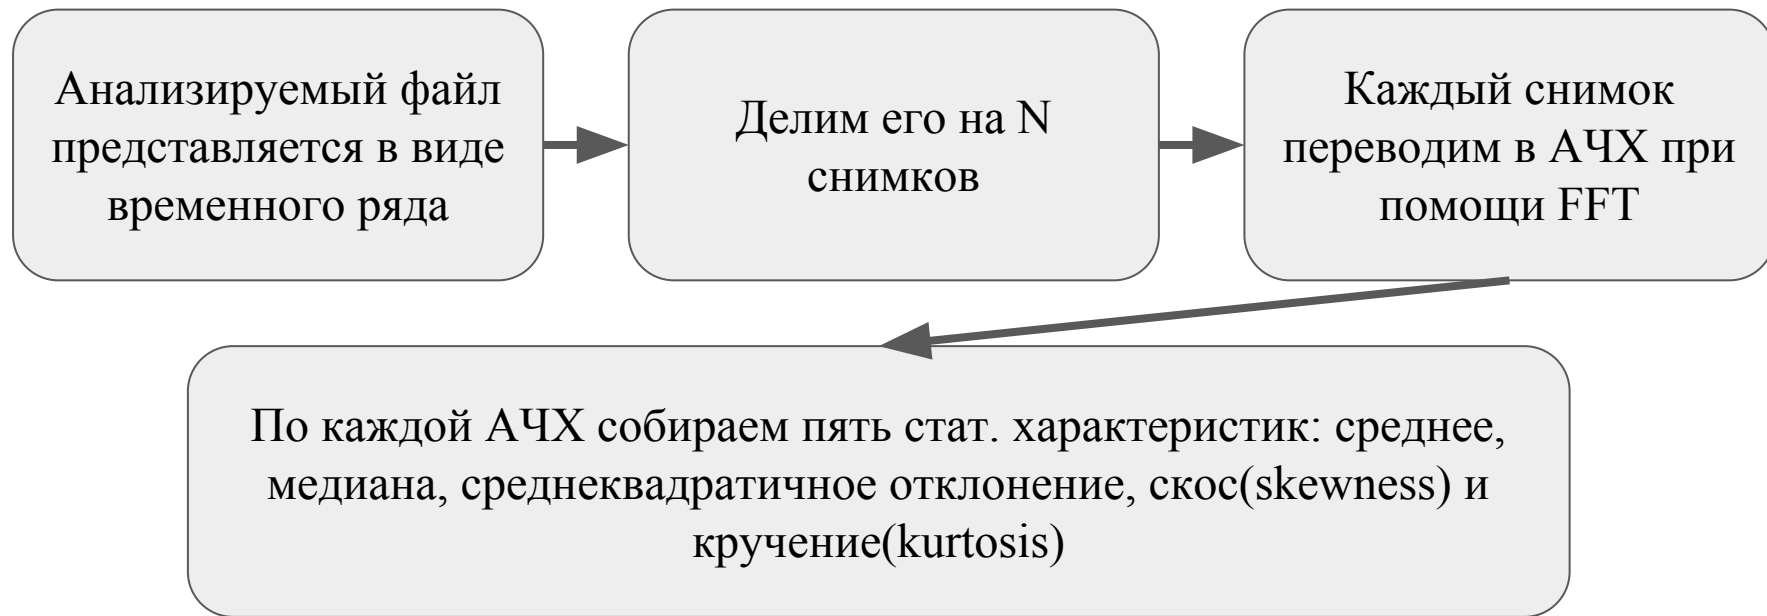 Анализируемый файл
представляется в виде
временного ряда
Делим его на N
снимков
Каждый снимок
переводим в АЧХ при
помощи FFT
По каждой АЧХ собираем пять стат. характеристик: среднее,
медиана, среднеквадратичное отклонение, скос(skewness) и
кручение(kurtosis)